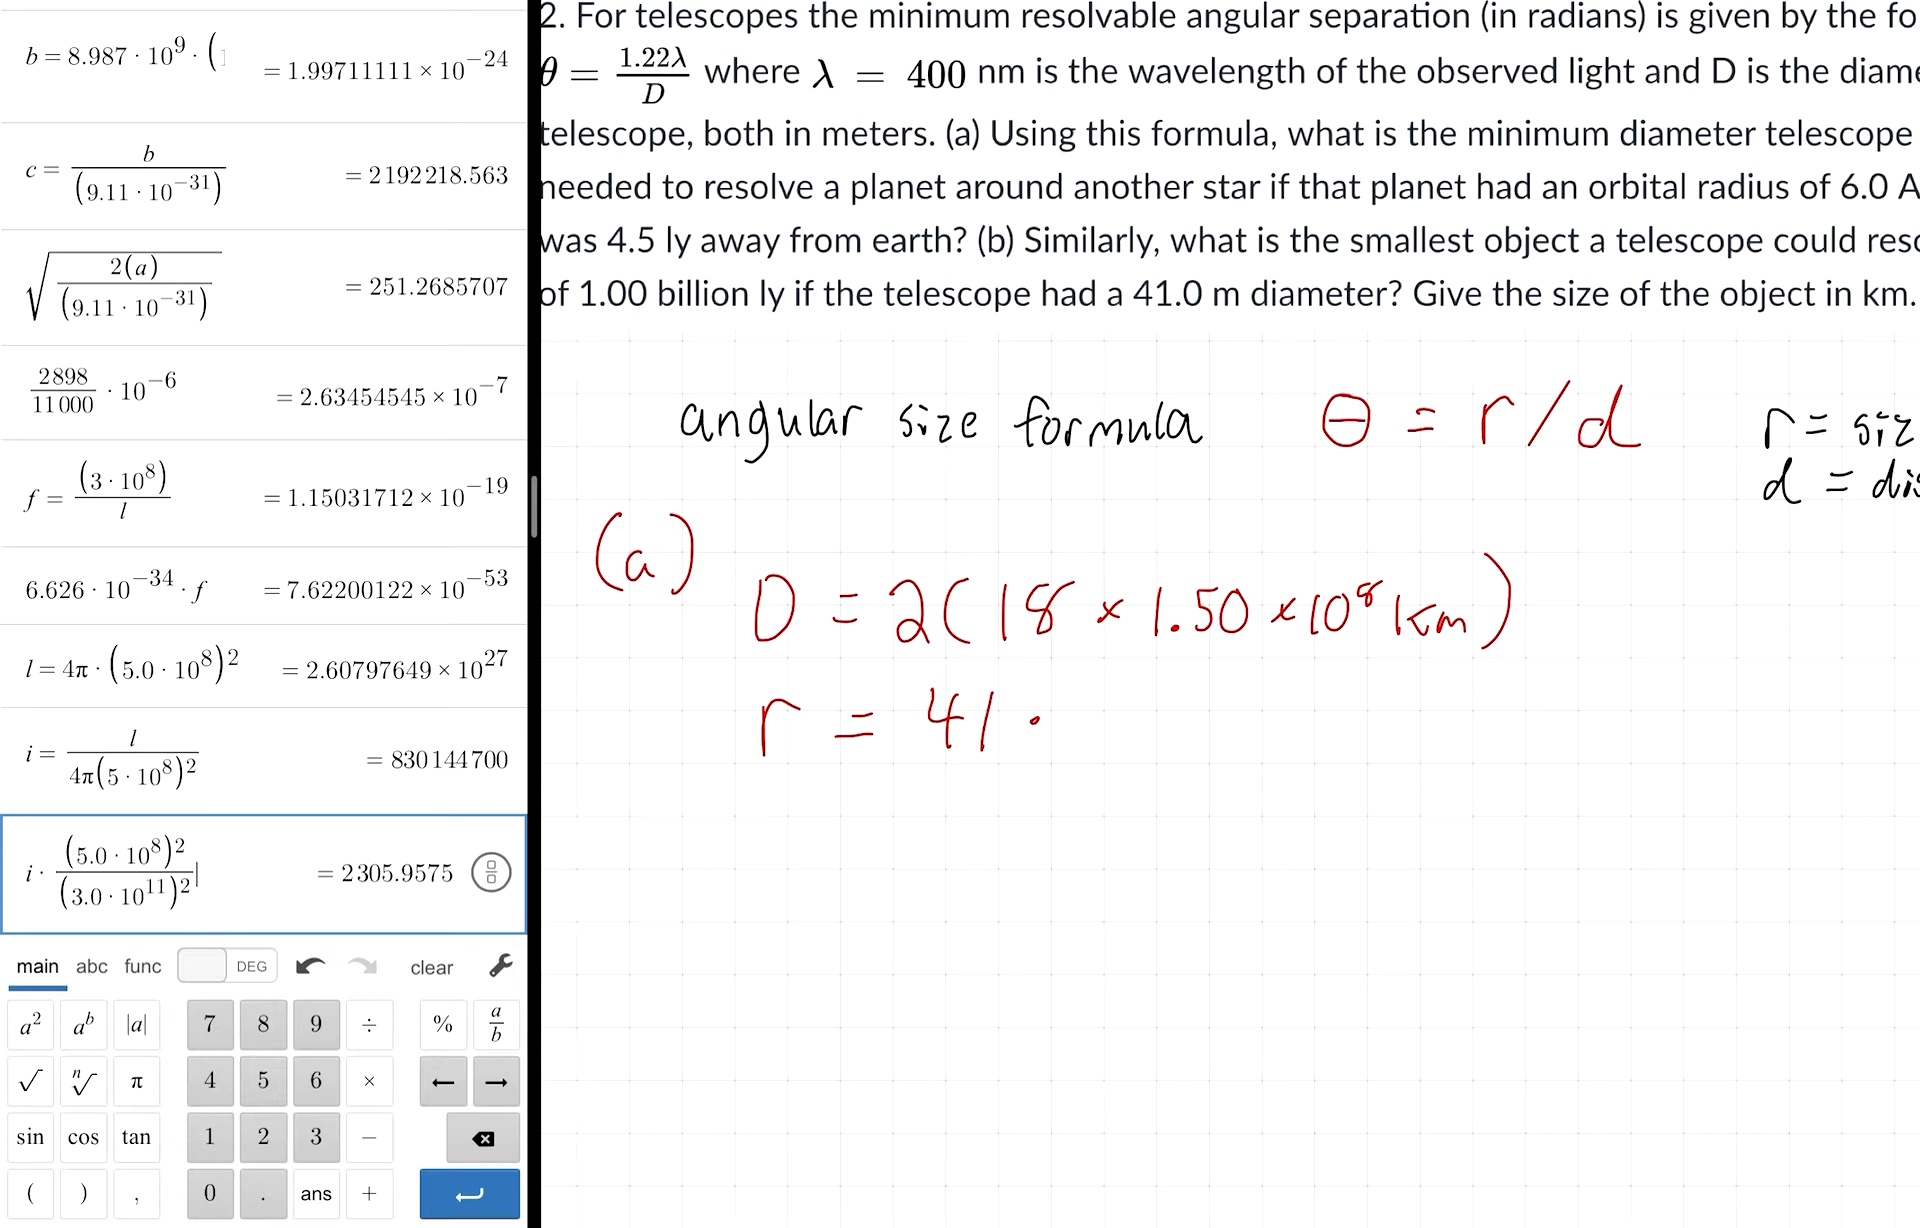 b = 8.987 · 10^9 · (
= 1.99711111 × 10^−24
c = b / (9.11 · 10^−31)
= 2192218.563
√(2(a) / (9.11 · 10^−31))
= 251.2685707
2898 / 11000 · 10^−6
= 2.63454545 × 10^−7
f = (3 · 10^8) / l
= 1.15031712 × 10^−19
6.626 · 10^−34 · f
= 7.62200122 × 10^−53
l = 4π · (5.0 · 10^8)2
= 2.60797649 × 10^27
i = l / 4π(5 · 10^8)2
= 830144700
i · (5.0 · 10^8)2 / (3.0 · 10^11)2
= 2305.9575
main abc func DEG clear
a^2 a^b |a| 7 8 9 ÷ % a/b
√ n√ π 4 5 6 × ← →
sin cos tan 1 2 3 −
( ) , 0 . ans +
2. For telescopes the minimum resolvable angular separation (in radians) is given by the fo
θ = 1.22λ / D where λ = 400 nm is the wavelength of the observed light and D is the diame
telescope, both in meters. (a) Using this formula, what is the minimum diameter telescope
needed to resolve a planet around another star if that planet had an orbital radius of 6.0 A
was 4.5 ly away from earth? (b) Similarly, what is the smallest object a telescope could reso
of 1.00 billion ly if the telescope had a 41.0 m diameter? Give the size of the object in km.
angular size formula θ = r/d r = siz
d = dis
(a)
D = 2(18 × 1.50 × 10^8 km)
r = 41.